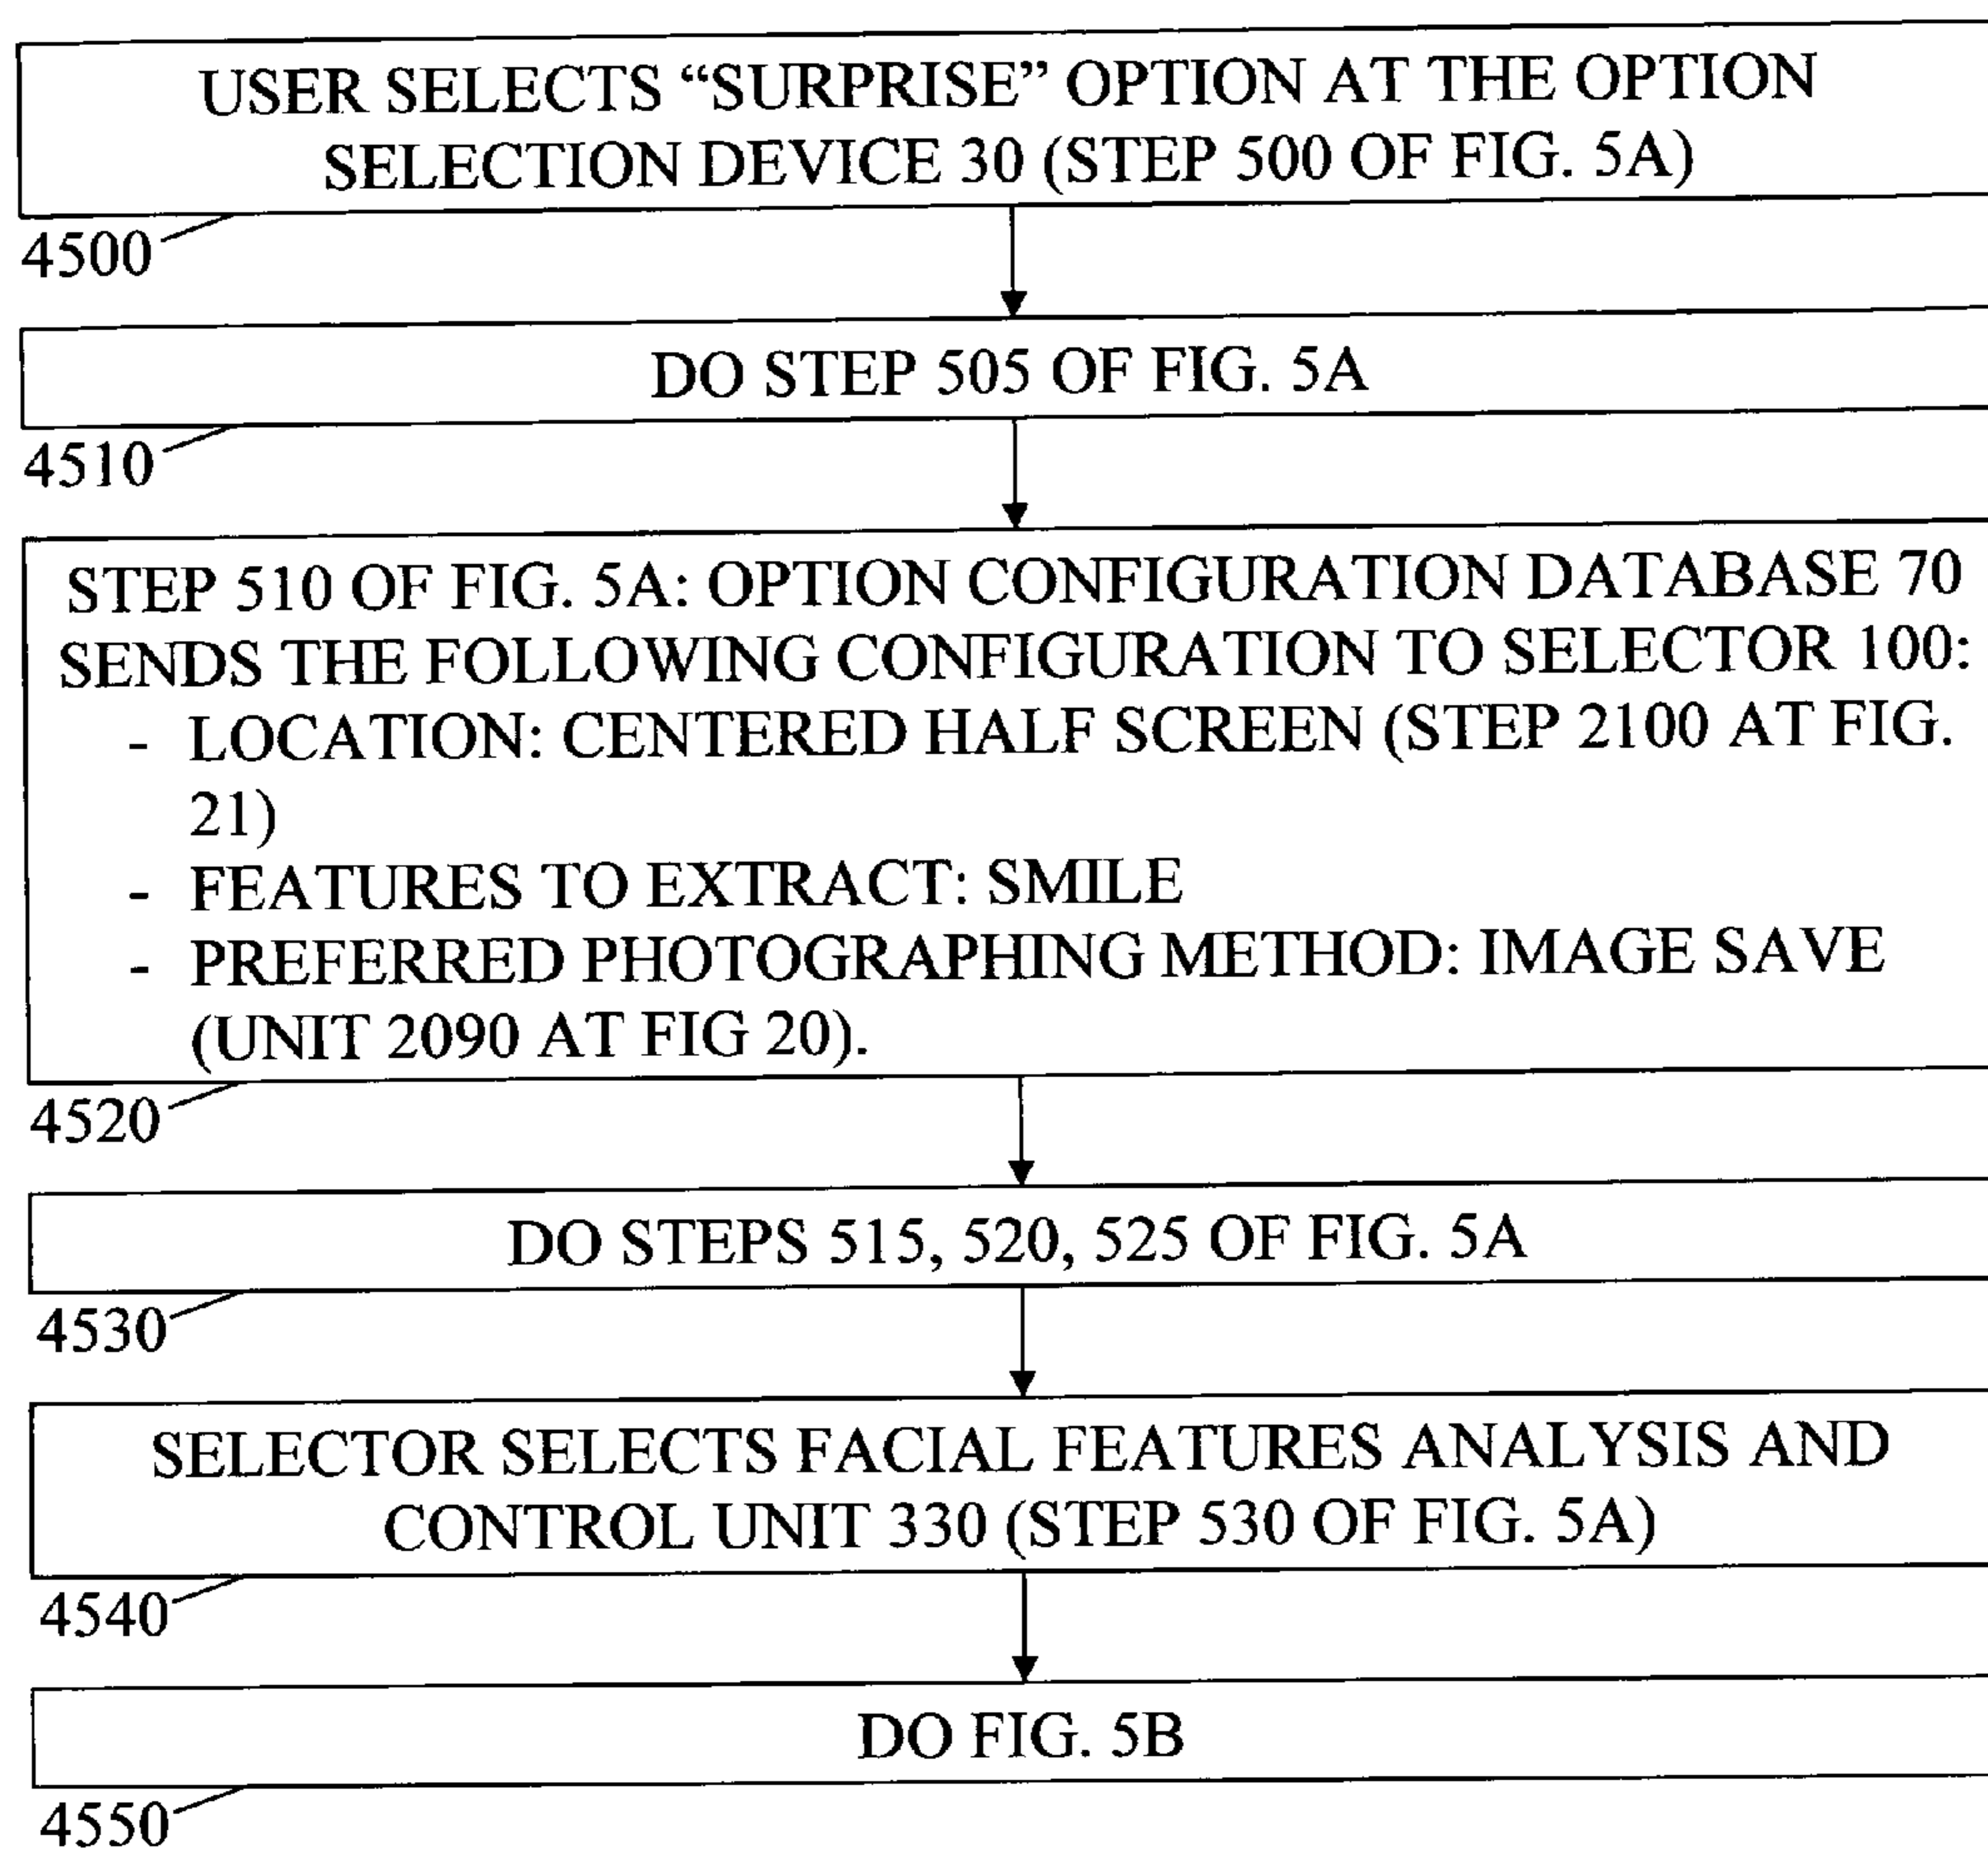 USER SELECTS “SURPRISE” OPTION AT THE OPTION
SELECTION DEVICE 30 (STEP 500 OF FIG. 5A)
4500
DO STEP 505 OF FIG. 5A
4510
STEP 510 OF FIG. 5A: OPTION CONFIGURATION DATABASE 70
SENDS THE FOLLOWING CONFIGURATION TO SELECTOR 100:
- LOCATION: CENTERED HALF SCREEN (STEP 2100 AT FIG.
21)
- FEATURES TO EXTRACT: SMILE
- PREFERRED PHOTOGRAPHING METHOD: IMAGE SAVE
(UNIT 2090 AT FIG 20).
4520
DO STEPS 515, 520, 525 OF FIG. 5A
4530
SELECTOR SELECTS FACIAL FEATURES ANALYSIS AND
CONTROL UNIT 330 (STEP 530 OF FIG. 5A)
4540
DO FIG. 5B
4550